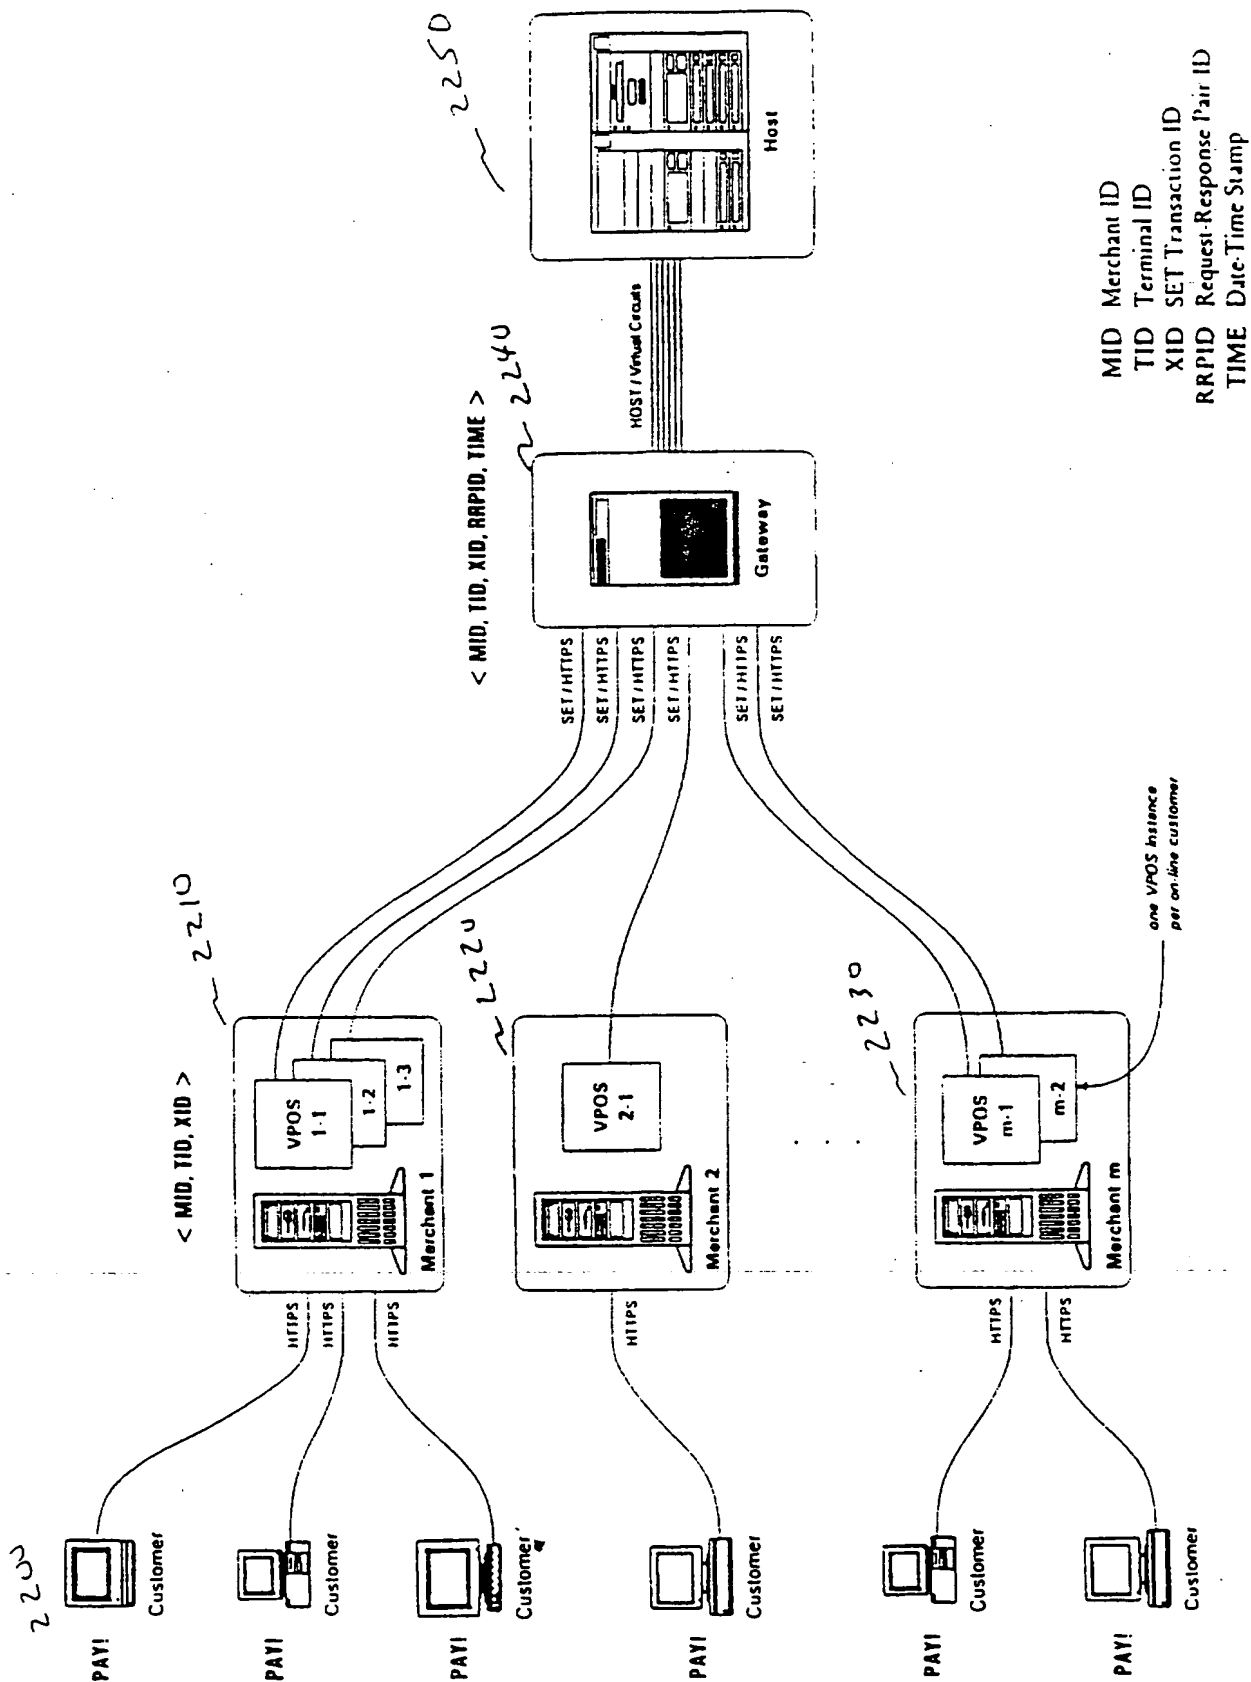 2200
PAY!
Customer
PAY!
Customer
PAY!
Customer
PAY!
Customer
PAY!
Customer
PAY!
Customer
HTTPS
HTTPS
HTTPS
HTTPS
HTTPS
HTTPS
< MID, TID, XID >
2210
VPOS
1-1
1-2
1-3
Merchant 1
2220
VPOS
2-1
Merchant 2
. . .
2230
VPOS
m-1
m-2
Merchant m
one VPOS Instance
per on-line customer
< MID, TID, XID, RRPID, TIME >
2240
SET/HTTPS
SET/HTTPS
SET/HTTPS
SET/HTTPS
SET/HTTPS
SET/HTTPS
Gateway
HOST / Virtual Circuits
2250
Host
MID Merchant ID
TID Terminal ID
XID SET Transaction ID
RRPID Request-Response Pair ID
TIME Date-Time Stamp